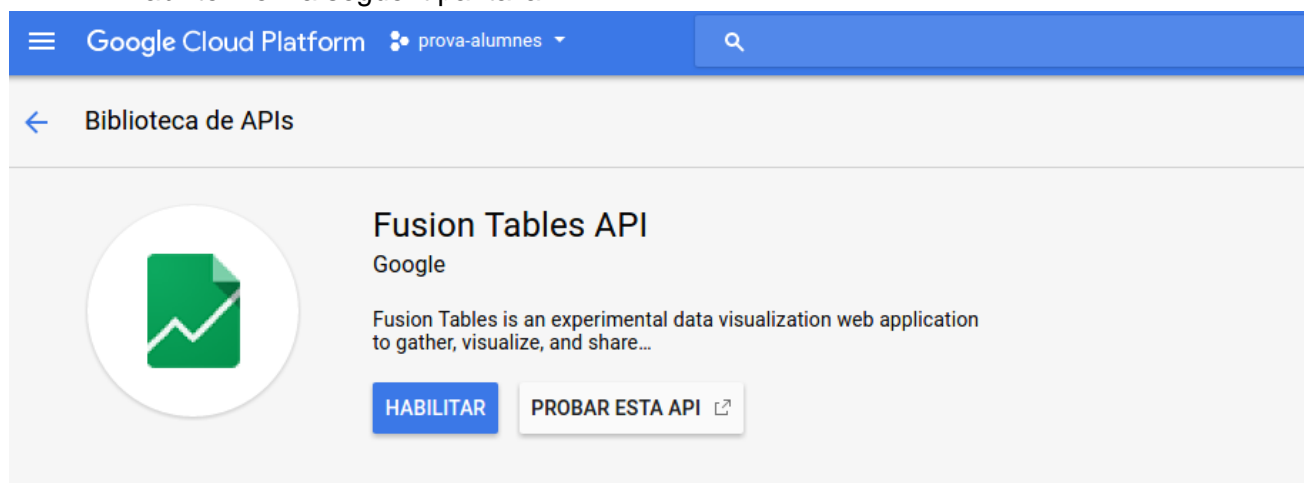 Google Cloud Platform prova-alumnes
Biblioteca de APIs
Fusion Tables API
Google
Fusion Tables is an experimental data visualization web application
to gather, visualize, and share...
HABILITAR PROBAR ESTA API